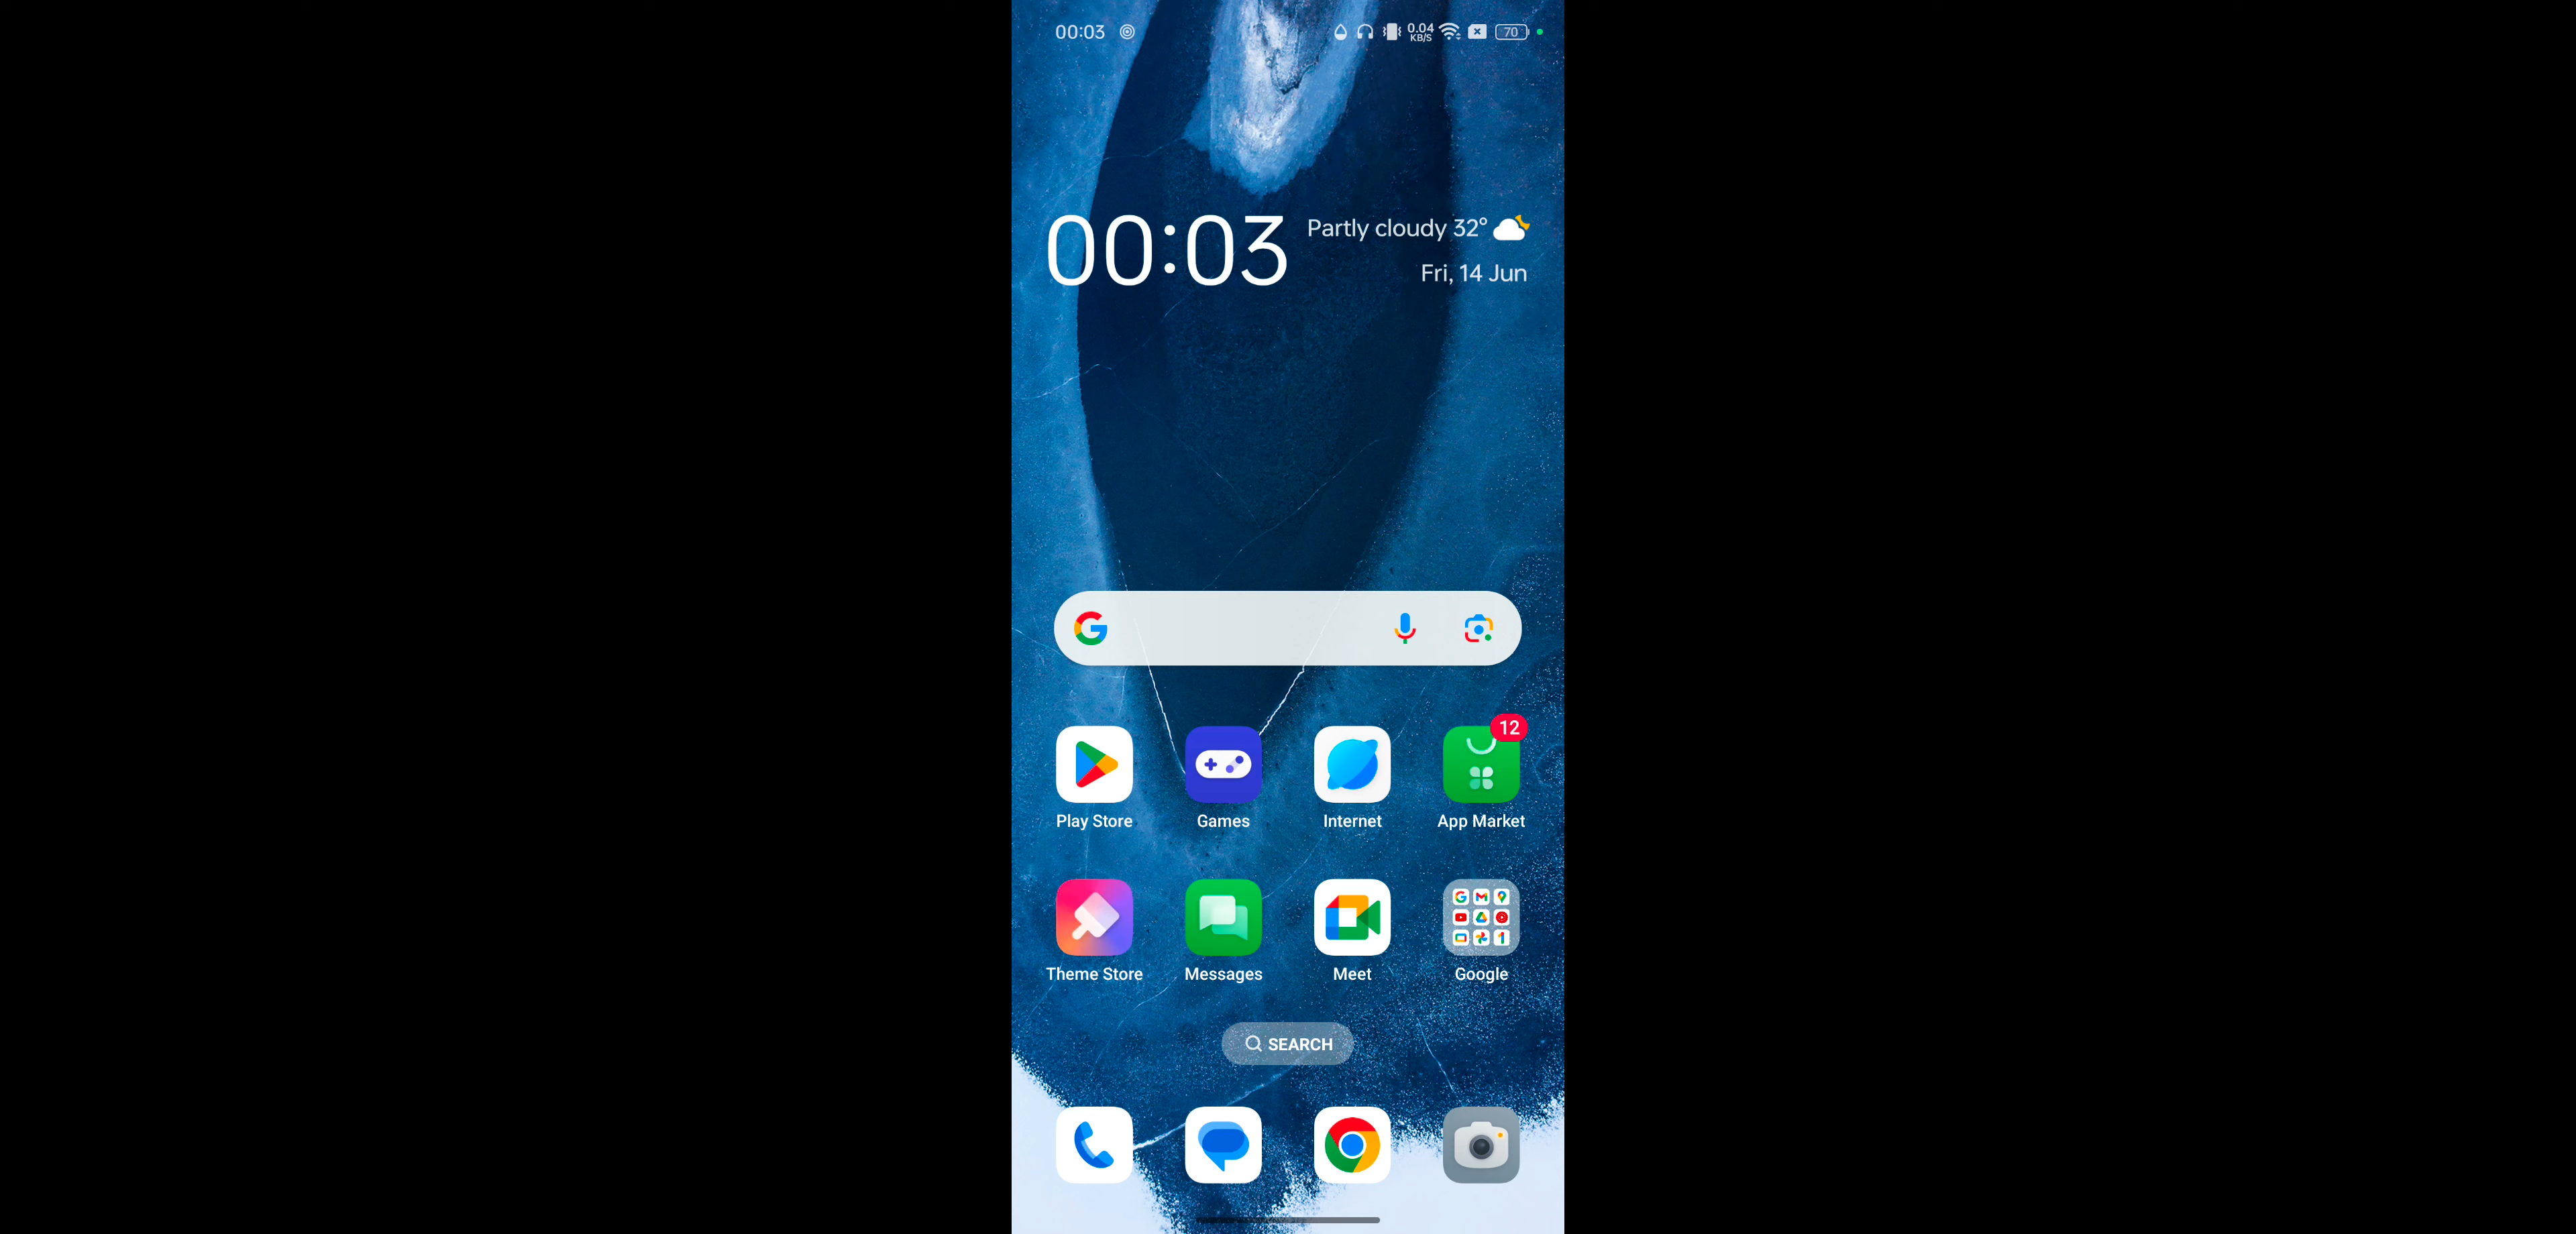 00:03
0.04
KB/S
70
00:03
Partly cloudy 32°
Fri, 14 Jun
12
Play Store
Games
Internet
App Market
Theme Store
Messages
Meet
Google
SEARCH